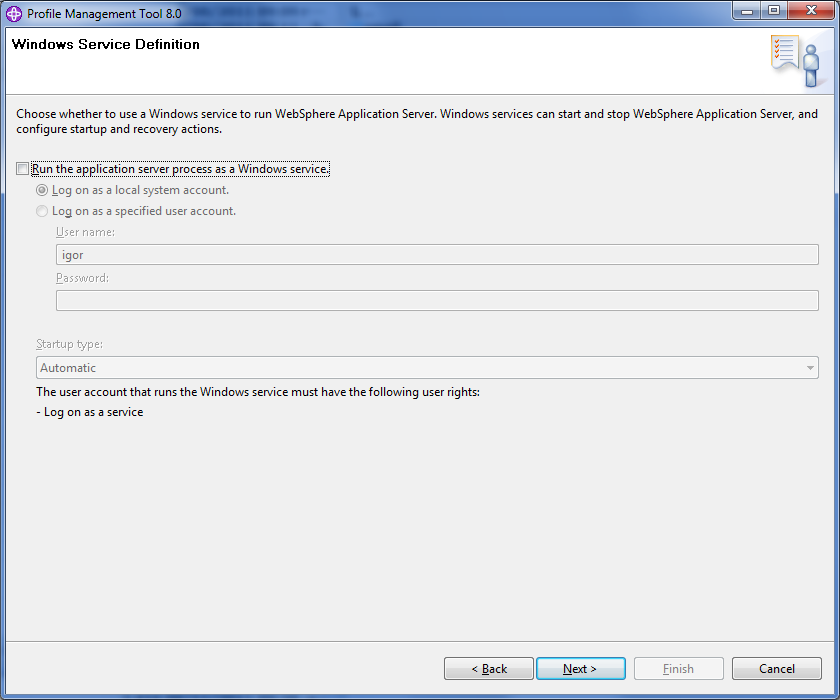 Profile Management Tool 8.0
Windows Service Definition
Choose whether to use a Windows service to run WebSphere Application Server. Windows services can start and stop WebSphere Application Server, and
configure startup and recovery actions.
Run the application server process as a Windows service.
Log on as a local system account.
Log on as a specified user account.
User name:
igor
Password:
Startup type:
Automatic
The user account that runs the Windows service must have the following user rights:
- Log on as a service
< Back Next > Finish Cancel